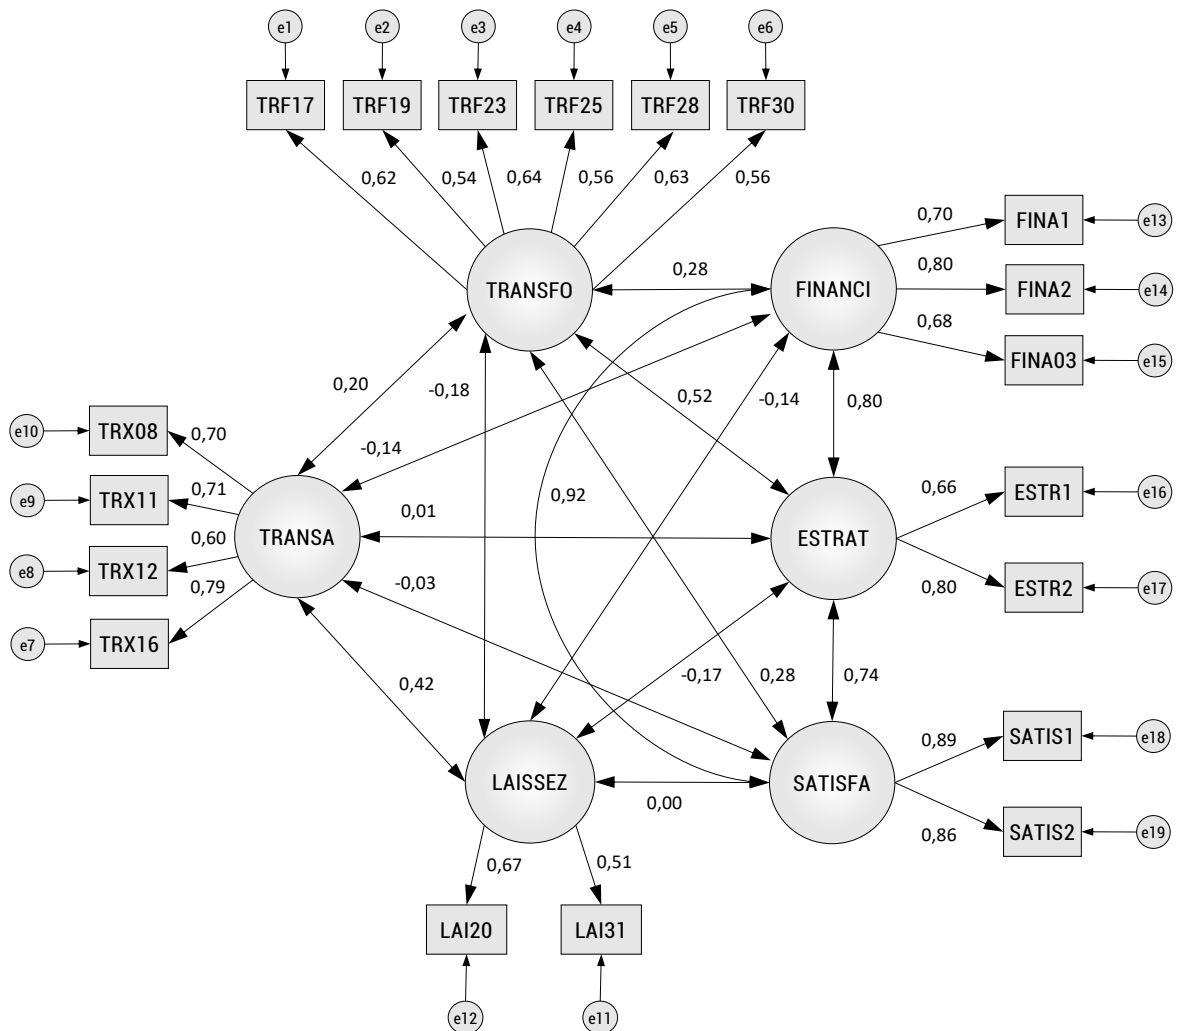 e1 e2 e3 e4 e5 e6
TRF17 TRF19 TRF23 TRF25 TRF28 TRF30
0,62 0,54 0,64 0,56 0,63 0,56
0,70 FINA1 e13
TRANSFO 0,28 FINANCI 0,80 FINA2 e14
0,68 FINA03 e15
0,20 -0,18 0,52 -0,14 0,80
e10 TRX08 0,70 -0,14
e9 TRX11 0,71 0,92 0,66 ESTR1 e16
TRANSA 0,01 ESTRAT
e8 TRX12 0,60 -0,03 0,80 ESTR2 e17
e7 TRX16 0,79
0,42 -0,17 0,28 0,74
0,89 SATIS1 e18
LAISSEZ 0,00 SATISFA
0,86 SATIS2 e19
0,67 0,51
LAI20 LAI31
e12 e11